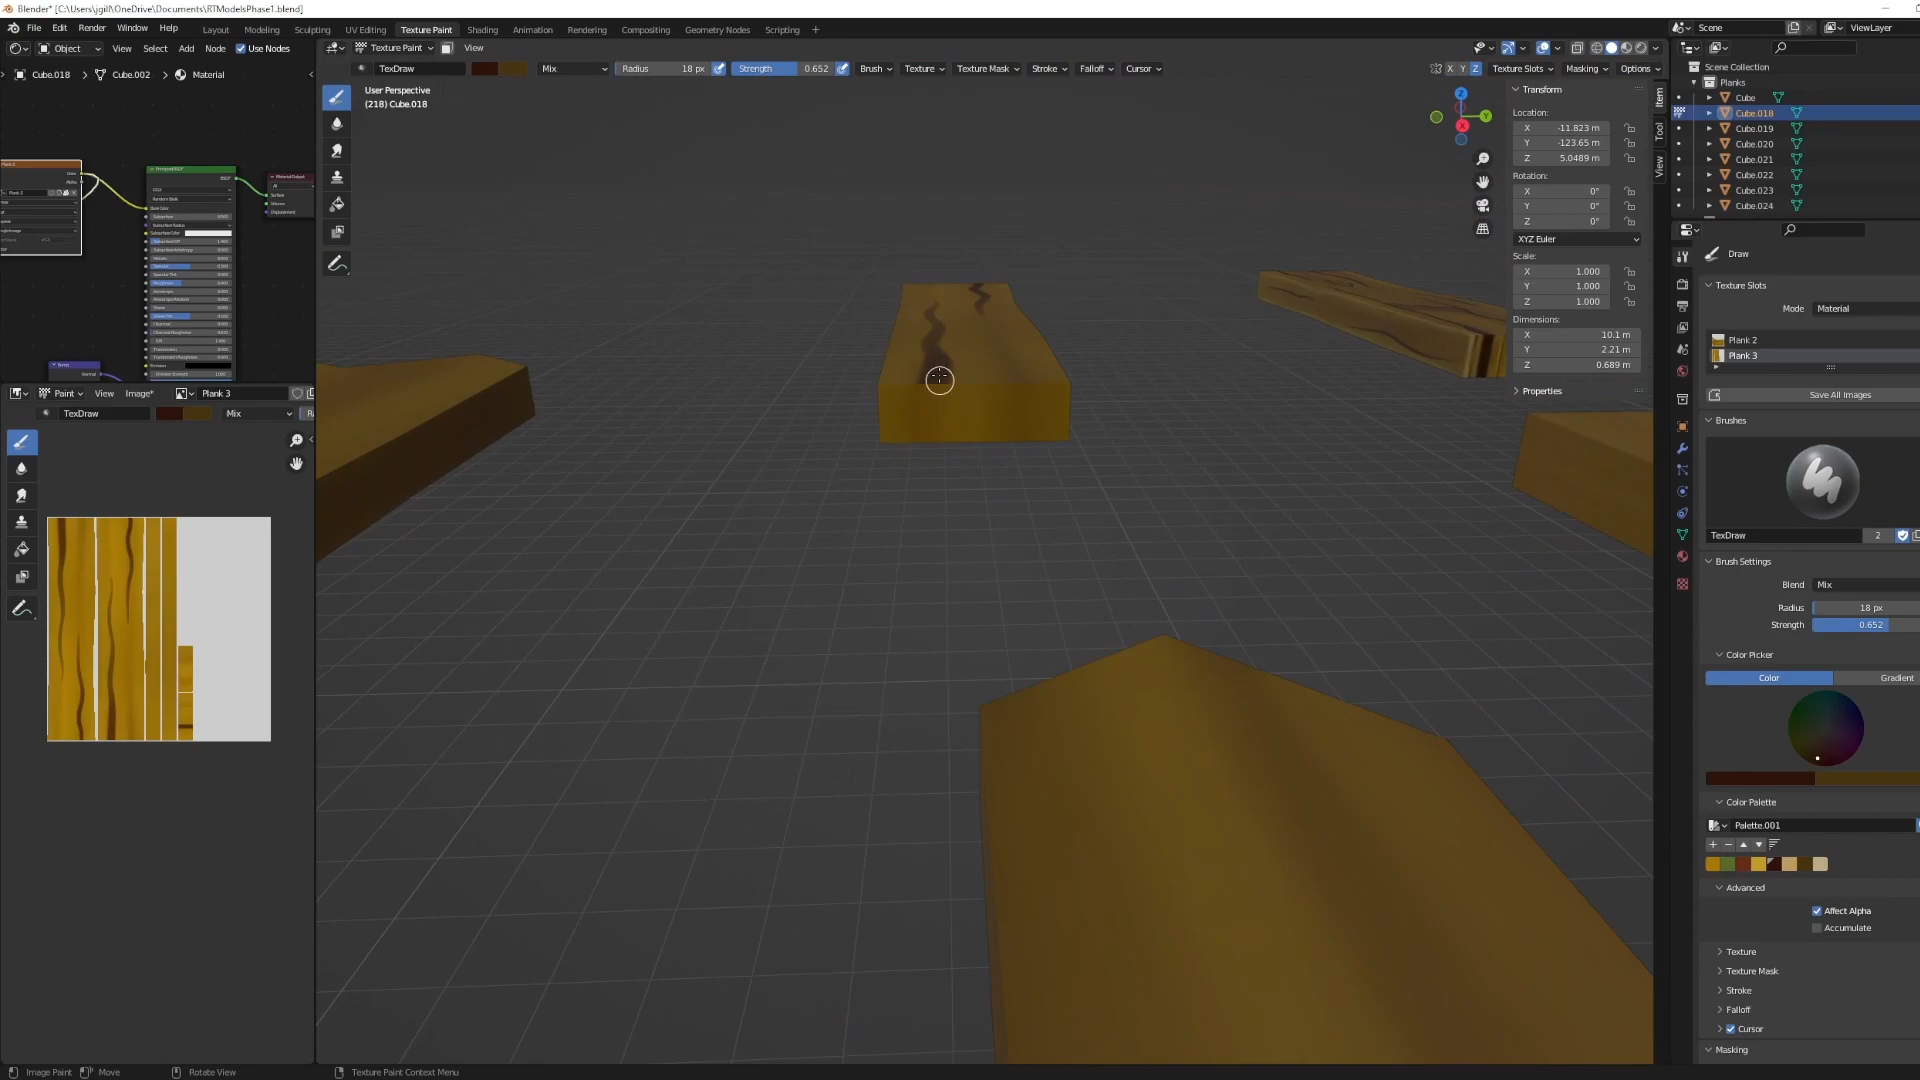 Blender* [C:\Users\jgill\OneDrive\Documents\RTModelsPhase1.blend]
File Edit Render Window Help Layout Modeling Sculpting UV Editing Texture Paint Shading Animation Rendering Compositing Geometry Nodes Scripting + Scene ViewLayer
Object View Select Add Node Use Nodes
Texture Paint View
TexDraw Mix Radius 18 px Strength 0.652 Brush Texture Texture Mask Stroke Falloff Cursor X Y Z Texture Slots Masking Options
Cube.018 > Cube.002 > Material
User Perspective
(218) Cube.018
Z
Y
X
Transform
Location:
X -11.823 m
Y -123.65 m
Z 5.0489 m
Rotation:
X 0°
Y 0°
Z 0°
XYZ Euler
Scale:
X 1.000
Y 1.000
Z 1.000
Dimensions:
X 10.1 m
Y 2.21 m
Z 0.689 m
Properties
Item
Tool
View
Scene Collection
Planks
Cube
Cube.018
Cube.019
Cube.020
Cube.021
Cube.022
Cube.023
Cube.024
Draw
Texture Slots
Mode Material
Plank 2
Plank 3
Save All Images
Brushes
TexDraw 2
Brush Settings
Blend Mix
Radius 18 px
Strength 0.652
Color Picker
Color Gradient
Color Palette
Palette.001
Advanced
Affect Alpha
Accumulate
Texture
Texture Mask
Stroke
Falloff
Cursor
Masking
Paint View Image* Plank 3
TexDraw Mix
Image Paint Move Rotate View Texture Paint Context Menu